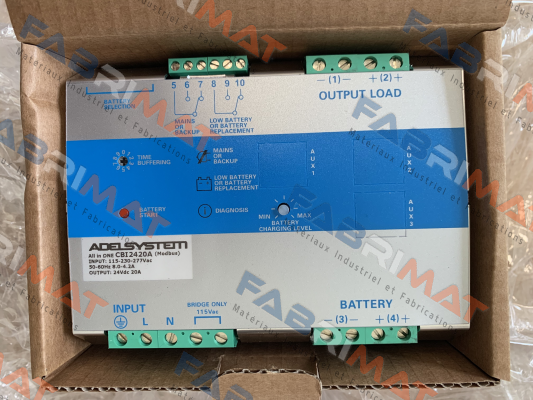 5 6 7 8 9 10
— (1) — + (2) +
BATTERY
SELECTION
MAINS
OR
BACKUP
LOW BATTERY
OR BATTERY
REPLACEMENT
OUTPUT LOAD
TIME
BUFFERING
MAINS
OR
BACKUP
AUX1
AUX2
LOW BATTERY
OR BATTERY
REPLACEMENT
BATTERY
START
DIAGNOSIS
MIN MAX
BATTERY
CHARGING LEVEL
AUX3
ADELSYSTEM
All in ONE CBI2420A (Modbus)
INPUT: 115-230-277Vac
50-60Hz 8.0-4.2A
OUTPUT: 24Vdc 20A
INPUT
L N
BRIDGE ONLY
115Vac
BATTERY
— (3) — + (4) +
FABRIMAT
Matériaux Industriel et Fabrications